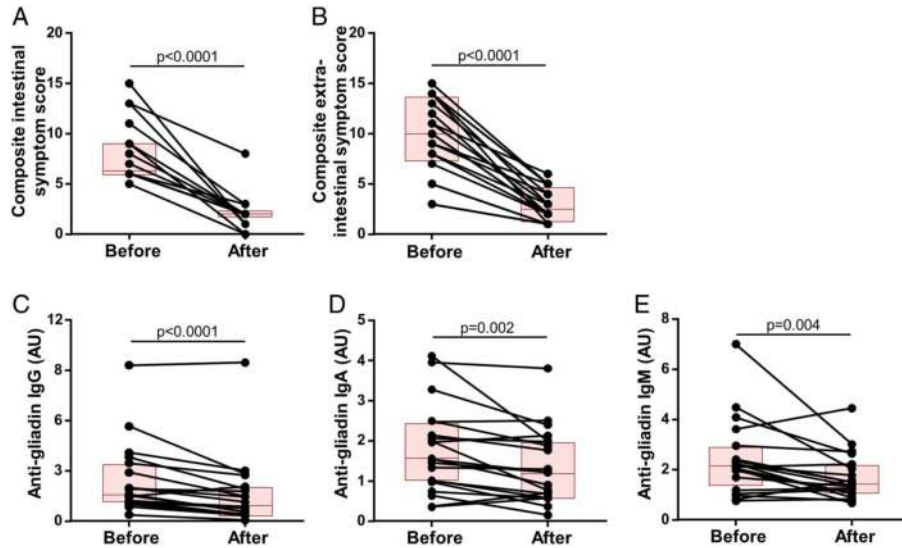 A
Composite intestinal
symptom score
20
15
10
5
0
p<0.0001
Before After
B
Composite extra-
intestinal symptom score
20
15
10
5
0
p<0.0001
Before After
C
Anti-gliadin IgG (AU)
12
9
6
3
0
p<0.0001
Before After
D
Anti-gliadin IgA (AU)
5
4
3
2
1
0
p=0.002
Before After
E
Anti-gliadin IgM (AU)
8
6
4
2
0
p=0.004
Before After